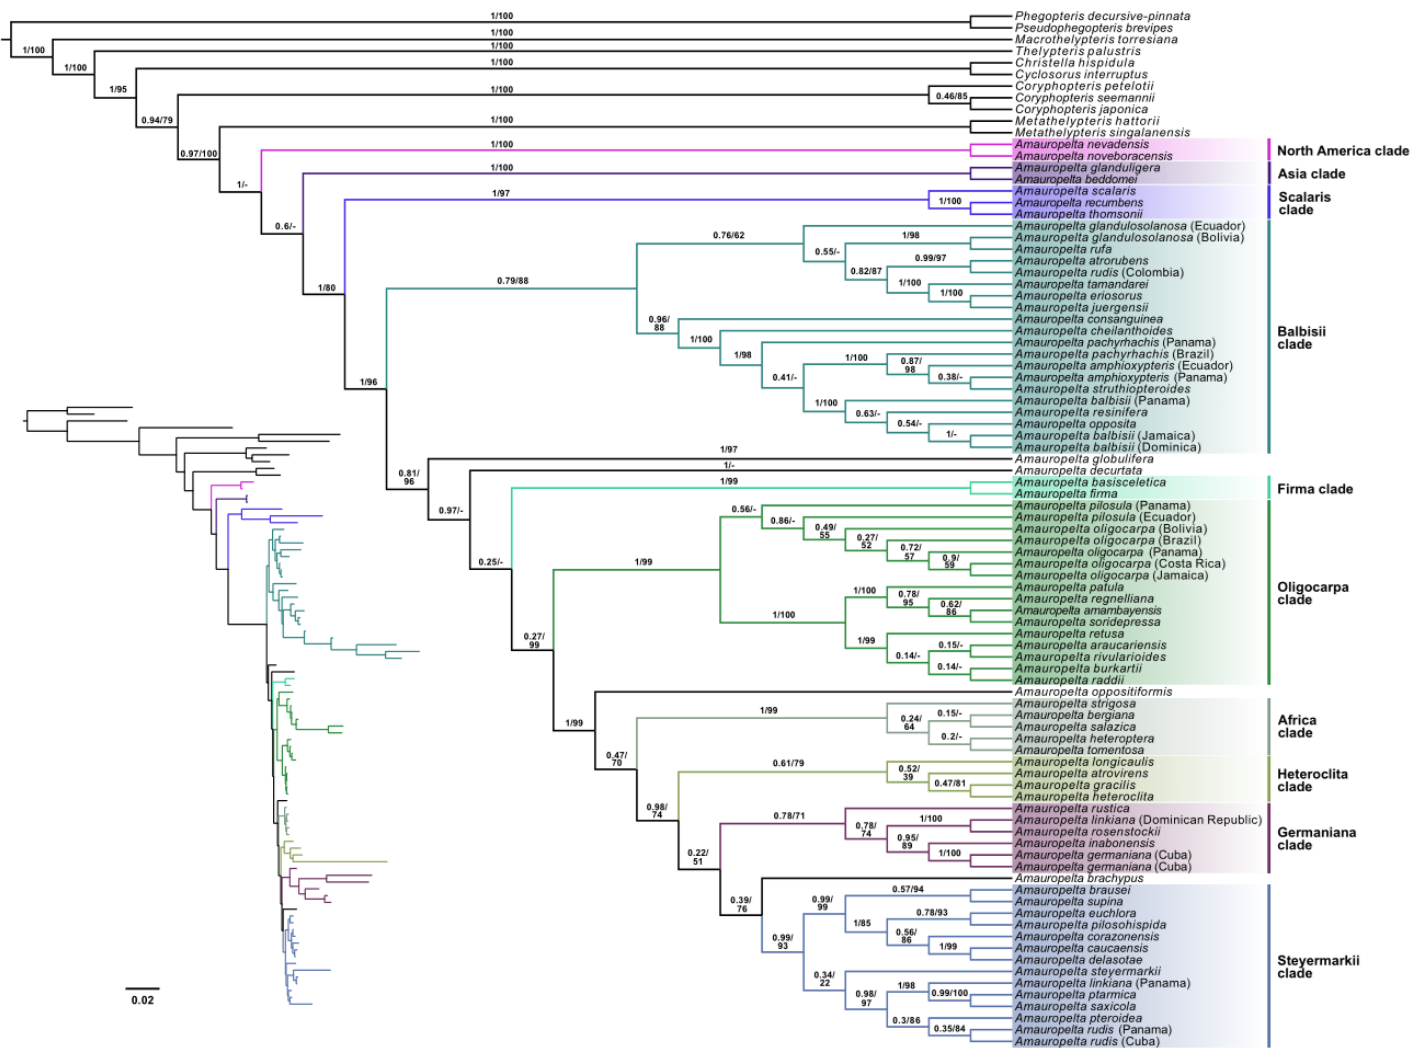 1/100 Phegopteris decursive-pinnata
Pseudophegopteris brevipes
1/100 Macrothelypteris torresiana
1/100
1/100 Thelypteris palustris
1/100
1/100 Christella hispidula
Cyclosorus interruptus
1/95
1/100 Coryphopteris petelotii
0.46/85 Coryphopteris seemannii
Coryphopteris japonica
0.94/79
1/100 Metathelypteris hattorii
Metathelypteris singalanensis
0.97/100
1/100 Amauropelta nevadensis
Amauropelta noveboracensis
North America clade
1/-
1/100 Amauropelta glanduligera
Amauropelta beddomei
Asia clade
0.6/-
1/97 Amauropelta scalaris
1/100 Amauropelta recumbens
Amauropelta thomsonii
Scalaris
clade
1/80
0.79/88
0.76/62 Amauropelta glandulosolanosa (Ecuador)
0.55/- 1/98 Amauropelta glandulosolanosa (Bolivia)
Amauropelta rufa
0.82/87 0.99/97 Amauropelta atrorubens
Amauropelta rudis (Colombia)
1/100 Amauropelta tamandarei
1/100 Amauropelta eriosorus
Amauropelta juergensii
0.96/
88
Amauropelta consanguinea
1/100 Amauropelta cheilanthoides
1/98 Amauropelta pachyrhachis (Panama)
0.41/- 1/100 Amauropelta pachyrhachis (Brazil)
0.87/
98
Amauropelta amphioxypteris (Ecuador)
0.38/- Amauropelta amphioxypteris (Panama)
Amauropelta struthiopteroides
1/100 Amauropelta balbisii (Panama)
0.63/- Amauropelta resinifera
0.54/- Amauropelta opposita
1/- Amauropelta balbisii (Jamaica)
Amauropelta balbisii (Dominica)
Balbisii
clade
1/96
1/97 Amauropelta globulifera
0.81/
96
1/- Amauropelta decurtata
0.97/-
1/99 Amauropelta basisceletica
Amauropelta firma
Firma clade
0.25/-
1/99
0.56/- Amauropelta pilosula (Panama)
0.86/- Amauropelta pilosula (Ecuador)
0.49/
55
Amauropelta oligocarpa (Bolivia)
0.27/
52
Amauropelta oligocarpa (Brazil)
0.72/
57
Amauropelta oligocarpa (Panama)
0.9/
59
Amauropelta oligocarpa (Costa Rica)
Amauropelta oligocarpa (Jamaica)
1/100
1/100 Amauropelta patula
0.78/
95
Amauropelta regnelliana
0.62/
86
Amauropelta amambayensis
Amauropelta soridepressa
1/99 Amauropelta retusa
0.14/- 0.15/- Amauropelta araucariensis
Amauropelta rivularioides
0.14/- Amauropelta burkartii
Amauropelta raddii
Oligocarpa
clade
0.27/
99
1/99
Amauropelta oppositiformis
0.47/
70
1/99 Amauropelta strigosa
0.24/
64
0.15/- Amauropelta bergiana
Amauropelta salazica
0.2/- Amauropelta heteroptera
Amauropelta tomentosa
Africa
clade
0.98/
74
0.61/79 Amauropelta longicaulis
0.52/
39
Amauropelta atrovirens
0.47/81 Amauropelta gracilis
Amauropelta heteroclita
Heteroclita
clade
0.22/
51
0.78/71 Amauropelta rustica
0.78/
74
1/100 Amauropelta linkiana (Dominican Republic)
Amauropelta rosenstockii
0.95/
89
Amauropelta inabonensis
1/100 Amauropelta germaniana (Cuba)
Amauropelta germaniana (Cuba)
Germaniana
clade
0.39/
76
Amauropelta brachypus
0.99/
93
0.99/
99
0.57/94 Amauropelta brausei
Amauropelta supina
1/85 0.78/93 Amauropelta euchlora
Amauropelta pilosohispida
0.56/
86
Amauropelta corazonensis
1/99 Amauropelta caucaensis
Amauropelta delasotae
0.34/
22
Amauropelta steyermarkii
0.98/
97
1/98 Amauropelta linkiana (Panama)
0.99/100 Amauropelta ptarmica
Amauropelta saxicola
0.3/86 Amauropelta pteroidea
0.35/84 Amauropelta rudis (Panama)
Amauropelta rudis (Cuba)
Steyermarkii
clade
0.02